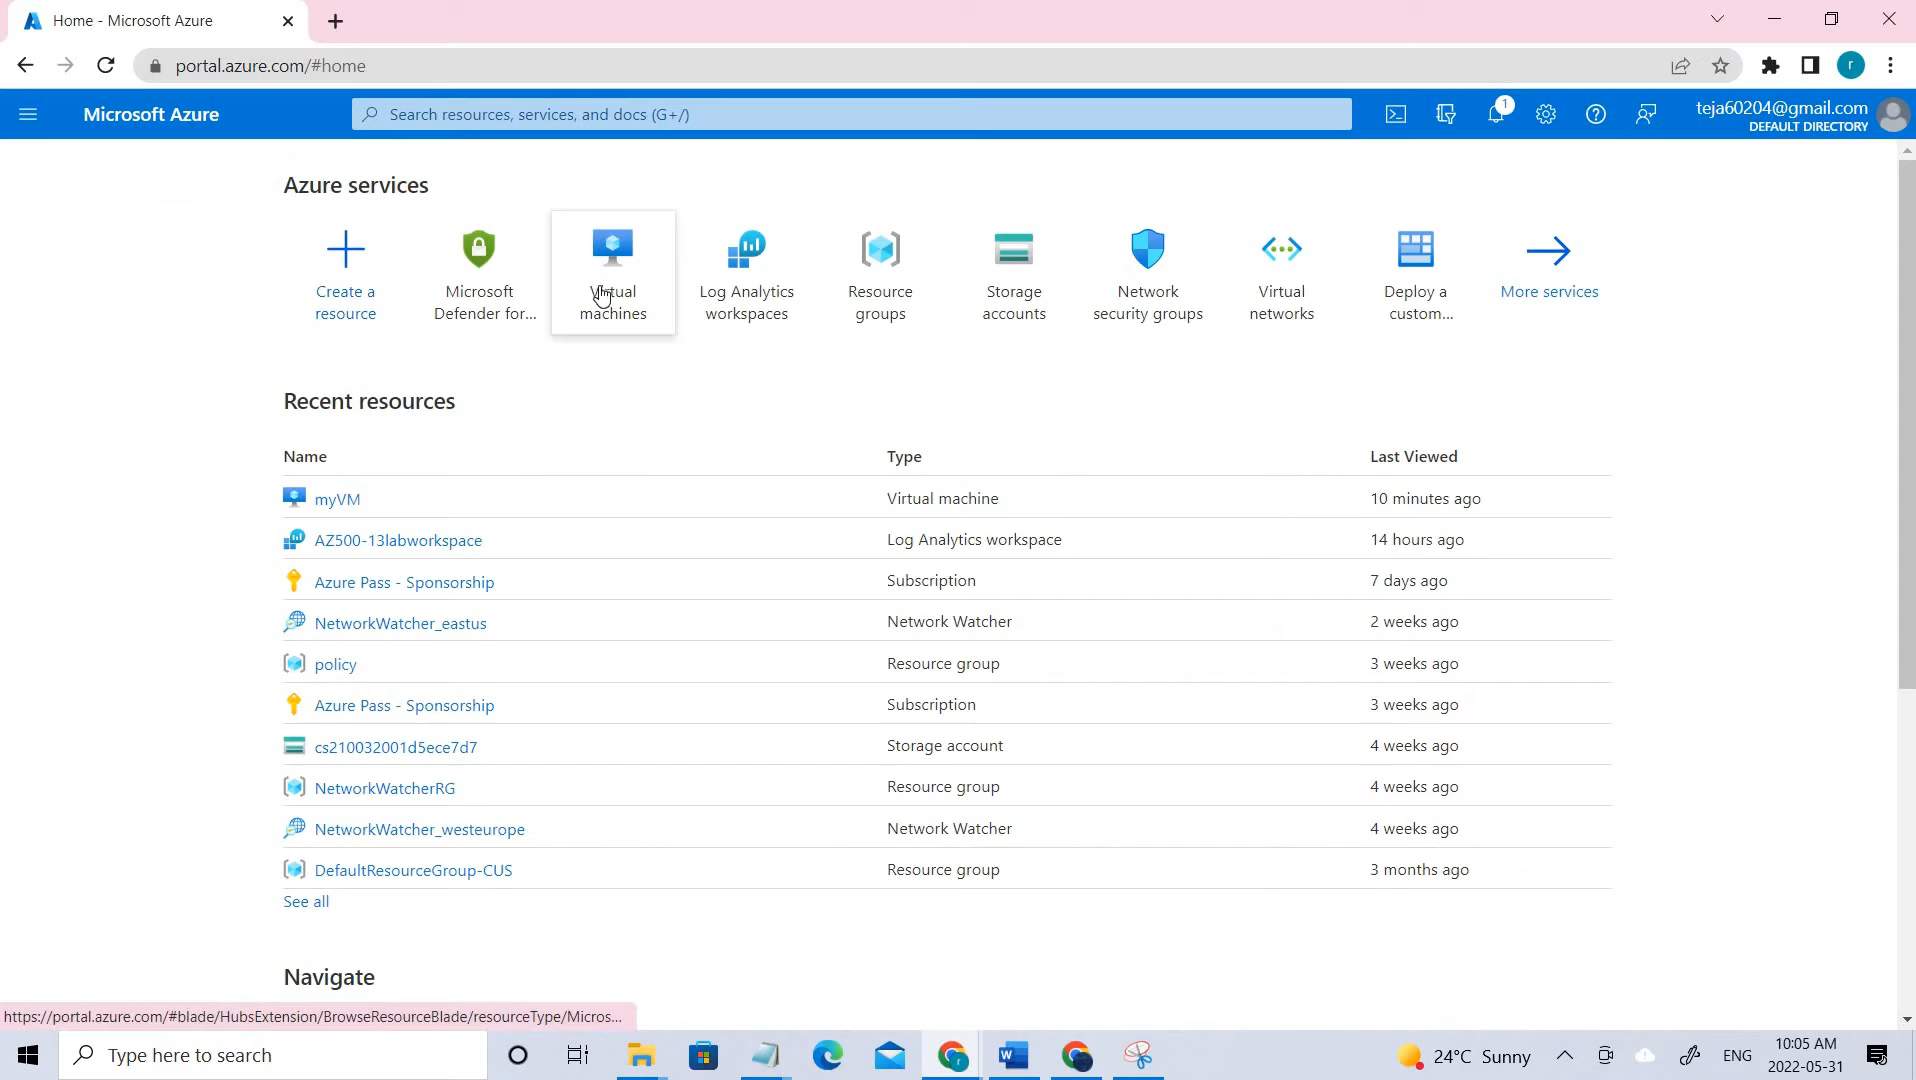 Home - Microsoft Azure
portal.azure.com/#home
r
Microsoft Azure
Search resources, services, and docs (G+/)
1
teja60204@gmail.com
DEFAULT DIRECTORY
Azure services
Create a
resource
Microsoft
Defender for...
Virtual
machines
Log Analytics
workspaces
Resource
groups
Storage
accounts
Network
security groups
Virtual
networks
Deploy a
custom...
More services
Recent resources
Name Type Last Viewed
myVM Virtual machine 10 minutes ago
AZ500-13labworkspace Log Analytics workspace 14 hours ago
Azure Pass - Sponsorship Subscription 7 days ago
NetworkWatcher_eastus Network Watcher 2 weeks ago
policy Resource group 3 weeks ago
Azure Pass - Sponsorship Subscription 3 weeks ago
cs210032001d5ece7d7 Storage account 4 weeks ago
NetworkWatcherRG Resource group 4 weeks ago
NetworkWatcher_westeurope Network Watcher 4 weeks ago
DefaultResourceGroup-CUS Resource group 3 months ago
See all
Navigate
https://portal.azure.com/#blade/HubsExtension/BrowseResourceBlade/resourceType/Micros...
Type here to search
24°C Sunny
ENG
10:05 AM
2022-05-31